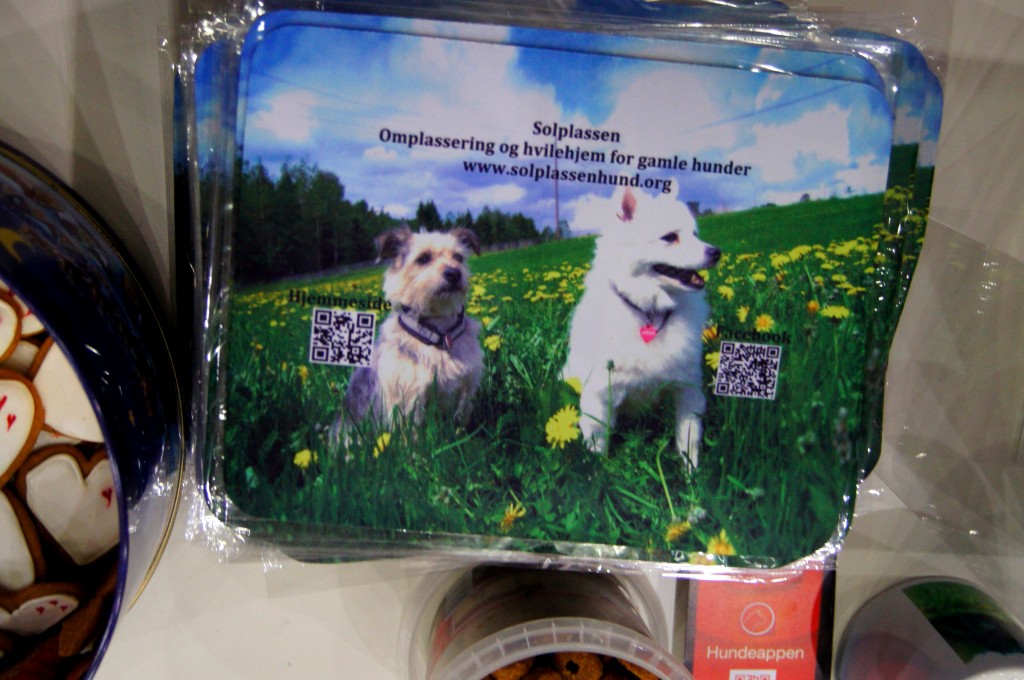 Solplassen
Omplassering og hvilehjem for gamle hunder
www.solplassenhund.org
Hjemmeside
Facebook
Hundeappen